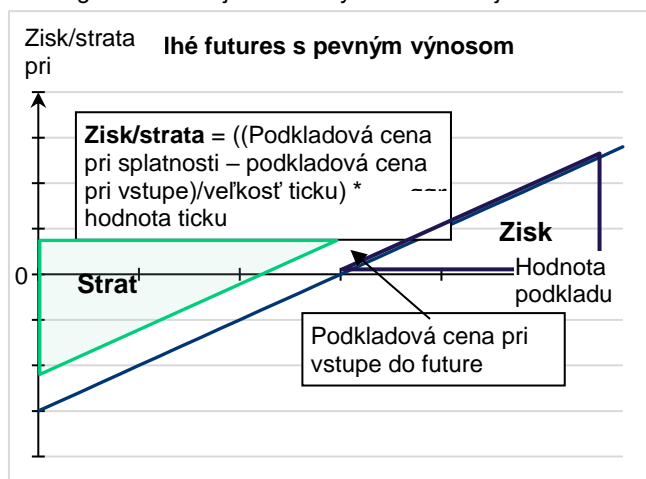 Zisk/strata
pri
lhé futures s pevným výnosom
Zisk/strata = ((Podkladová cena
pri splatnosti – podkladová cena
pri vstupe)/veľkosť ticku) *
hodnota ticku
Zisk
0
Strat
Hodnota
podkladu
Podkladová cena pri
vstupe do future